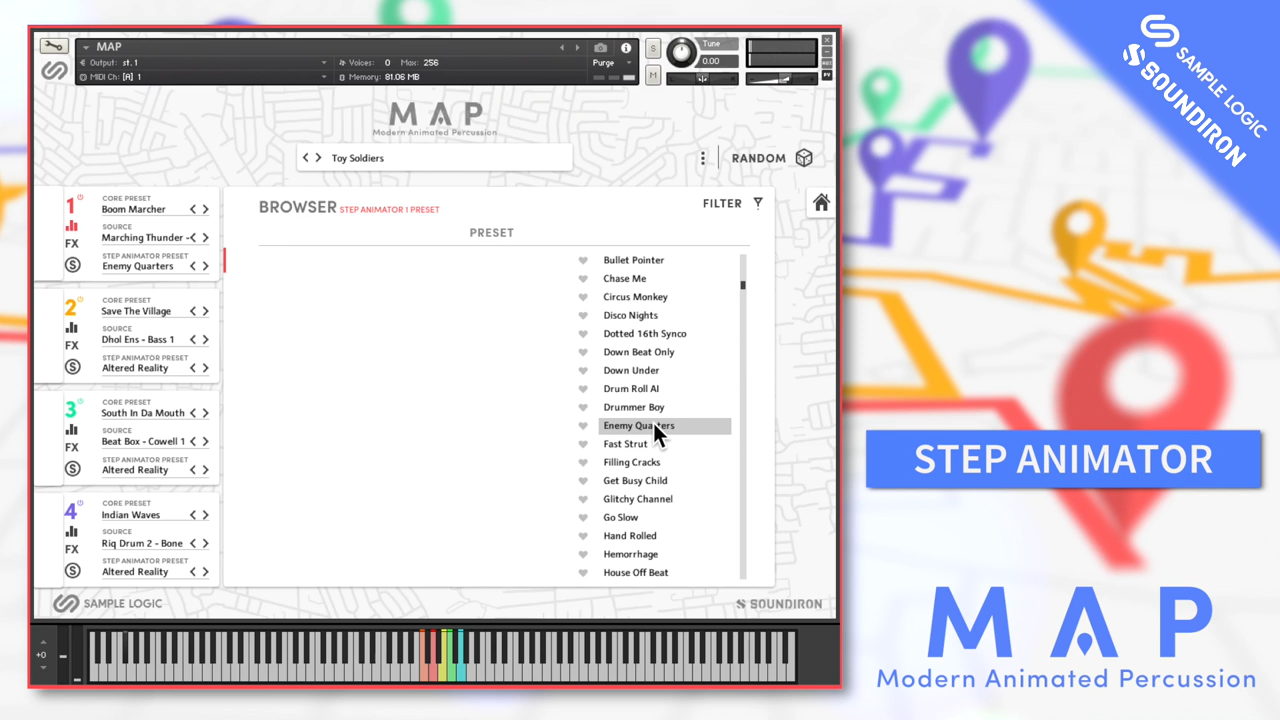 MAP
Output: st.1
Voices: 0 Max: 256
Purge
MIDI Ch: [A] 1
Memory: 81.06 MB
S
M
Tune
0.00
MAP
Modern Animated Percussion
Toy Soldiers
RANDOM
1
CORE PRESET
Boom Marcher
SOURCE
Marching Thunder -
FX
STEP ANIMATOR PRESET
S
Enemy Quarters
2
CORE PRESET
Save The Village
SOURCE
Dhol Ens - Bass 1
FX
STEP ANIMATOR PRESET
S
Altered Reality
3
CORE PRESET
South In Da Mouth
SOURCE
Beat Box - Cowell 1
FX
STEP ANIMATOR PRESET
S
Altered Reality
4
CORE PRESET
Indian Waves
SOURCE
Riq Drum 2 - Bone
FX
STEP ANIMATOR PRESET
S
Altered Reality
BROWSER STEP ANIMATOR 1 PRESET
FILTER
PRESET
Bullet Pointer
Chase Me
Circus Monkey
Disco Nights
Dotted 16th Synco
Down Beat Only
Down Under
Drum Roll AI
Drummer Boy
Enemy Quarters
Fast Strut
Filling Cracks
Get Busy Child
Glitchy Channel
Go Slow
Hand Rolled
Hemorrhage
House Off Beat
SAMPLE LOGIC
SOUNDIRON
+0
SAMPLE LOGIC
SOUNDIRON
STEP ANIMATOR
MAP
Modern Animated Percussion